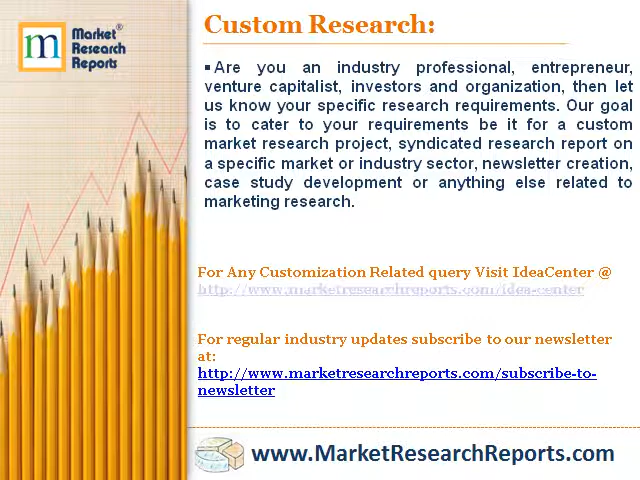 m
Market®
Research
Reports
Custom Research:
▪ Are you an industry professional, entrepreneur,
venture capitalist, investors and organization, then let
us know your specific research requirements. Our goal
is to cater to your requirements be it for a custom
market research project, syndicated research report on
a specific market or industry sector, newsletter creation,
case study development or anything else related to
marketing research.
For Any Customization Related query Visit IdeaCenter @
http://www.marketresearchreports.com/idea-center
For regular industry updates subscribe to our newsletter
at:
http://www.marketresearchreports.com/subscribe-to-
newsletter
www.MarketResearchReports.com